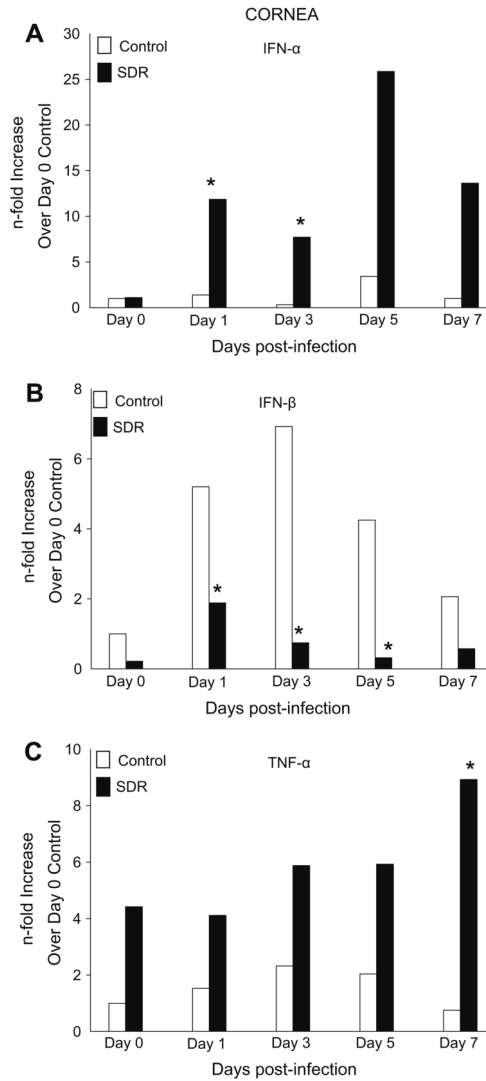 CORNEA
A
IFN-α
Control
SDR
n-fold Increase
Over Day 0 Control
30
25
20
15
10
5
0
*
*
Day 0 Day 1 Day 3 Day 5 Day 7
Days post-infection
B
IFN-β
Control
SDR
n-fold Increase
Over Day 0 Control
8
6
4
2
0
*
*
*
Day 0 Day 1 Day 3 Day 5 Day 7
Days post-infection
C
TNF-α
Control
SDR
n-fold Increase
Over Day 0 Control
10
8
6
4
2
0
*
Day 0 Day 1 Day 3 Day 5 Day 7
Days post-infection